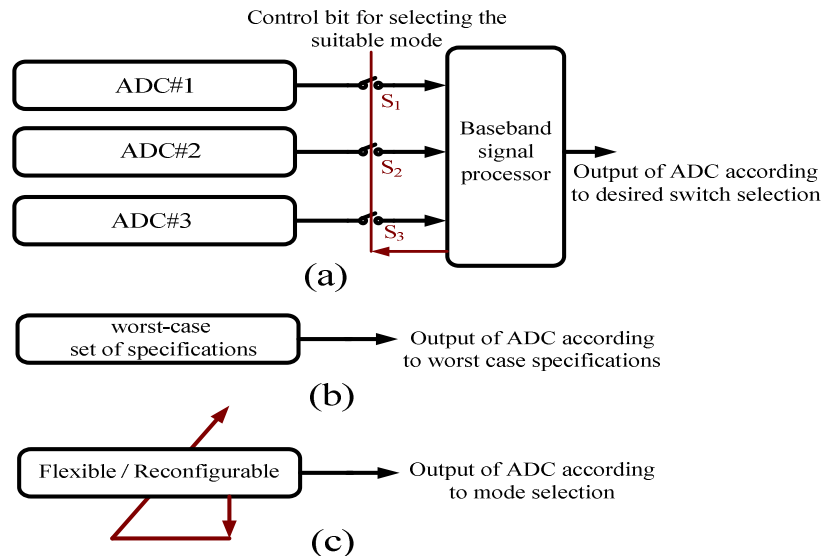 Control bit for selecting the
suitable mode
ADC#1
S₁
ADC#2
S₂
ADC#3
S₃
Baseband
signal
processor
Output of ADC according
to desired switch selection
(a)
worst-case
set of specifications
Output of ADC according
to worst case specifications
(b)
Flexible / Reconfigurable
Output of ADC according
to mode selection
(c)